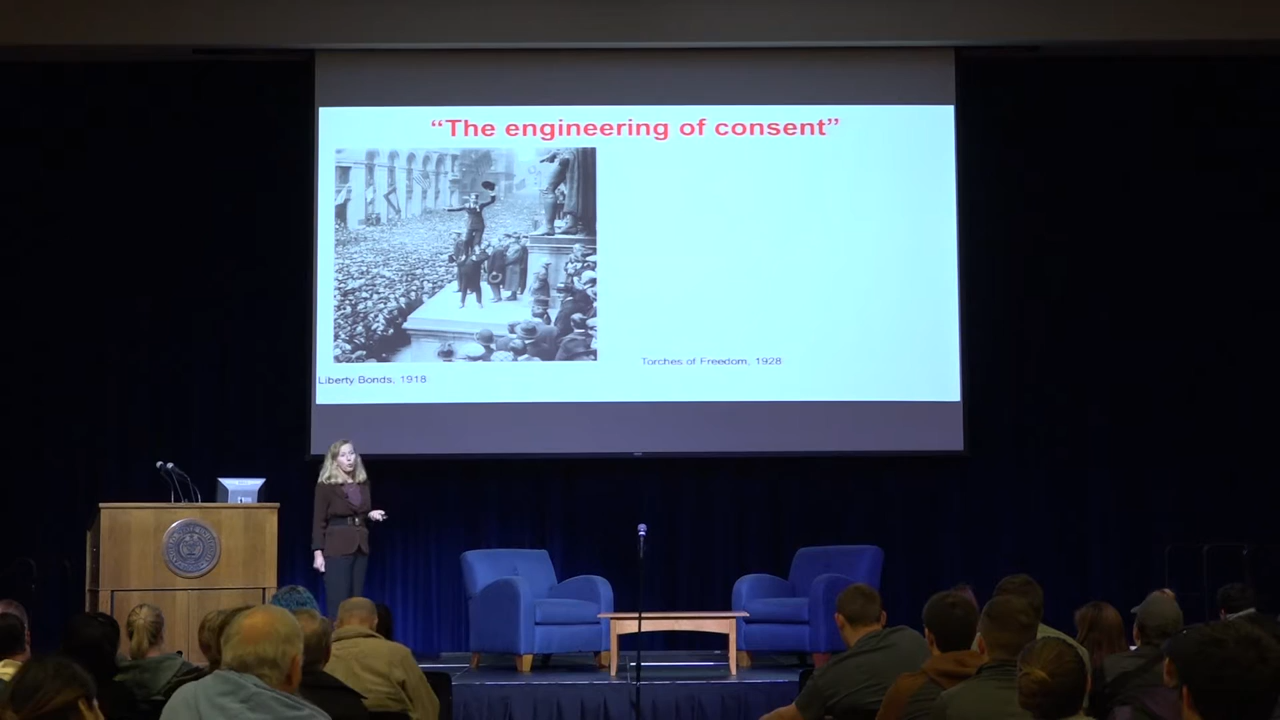 “The engineering of consent”
Torches of Freedom, 1928
Liberty Bonds, 1918